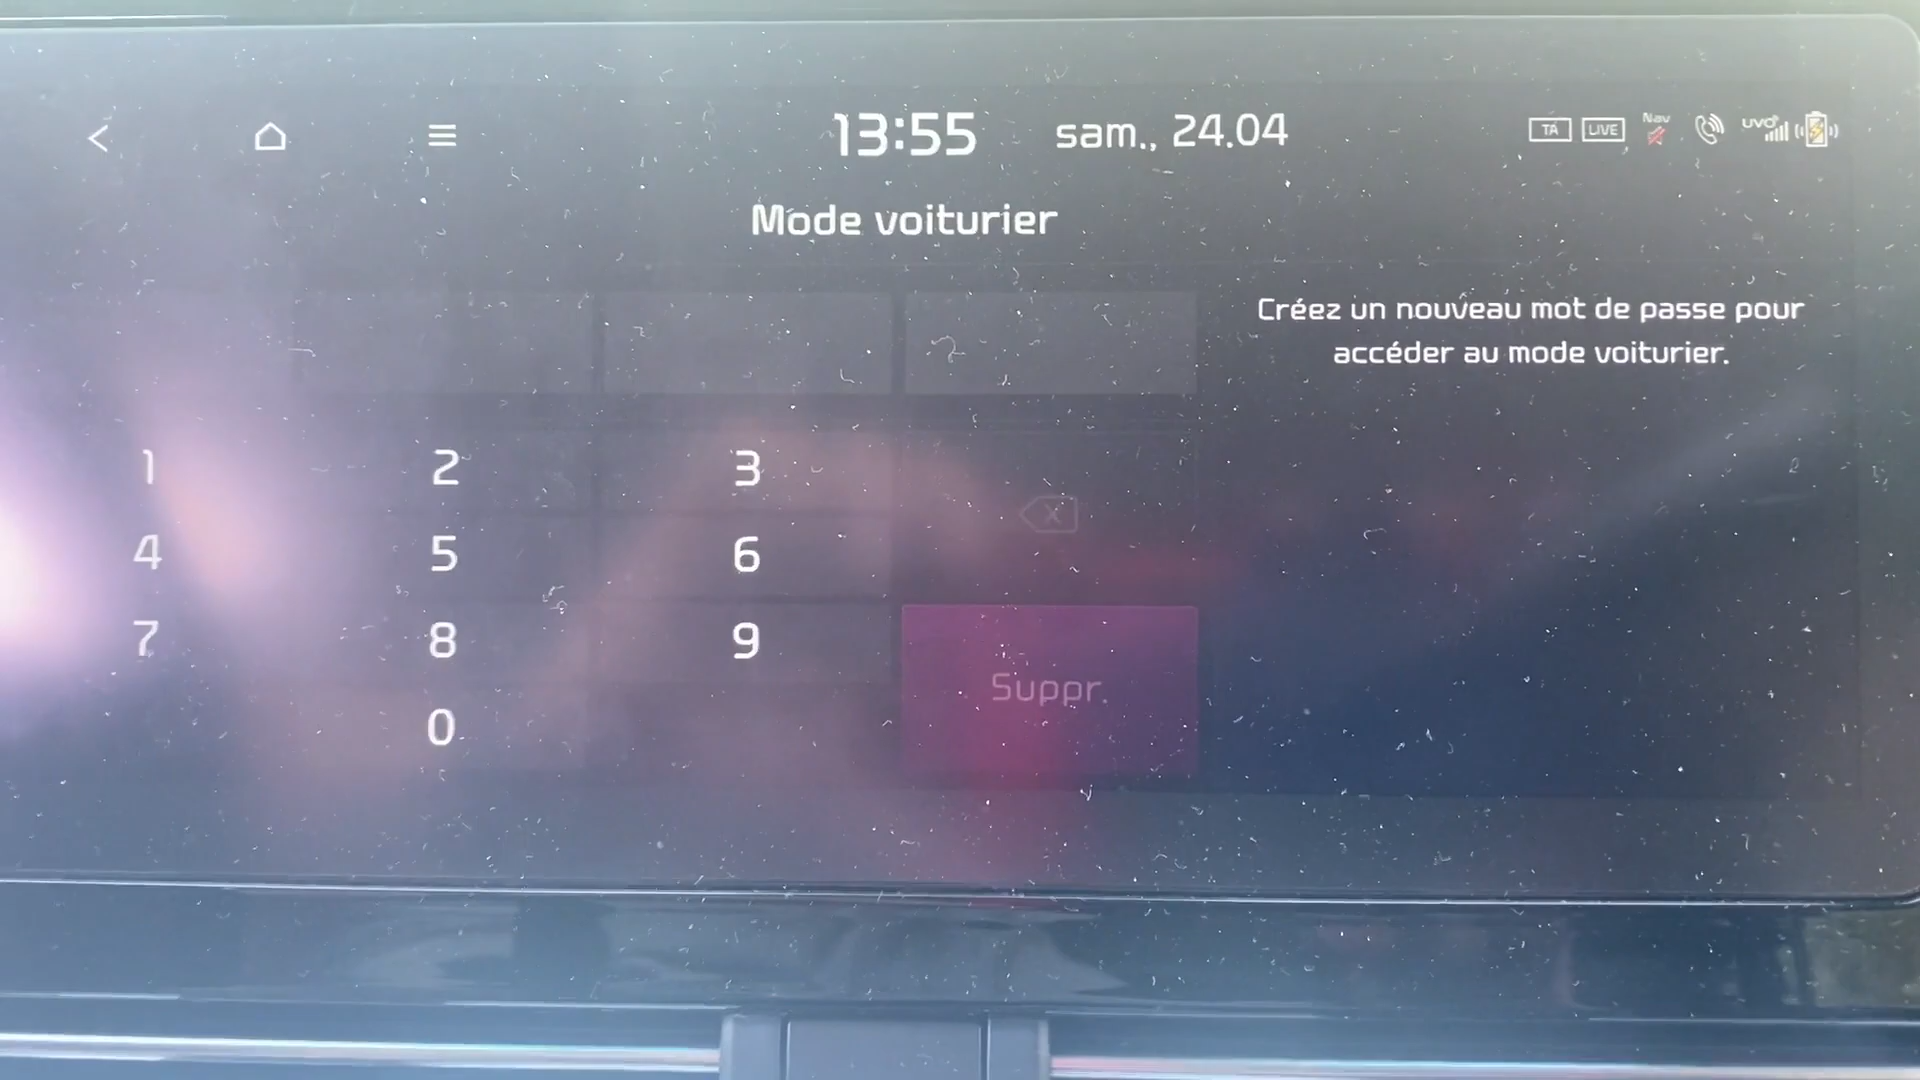 13:55 sam., 24.04 TA LIVE Nav UVO
Mode voiturier
Créez un nouveau mot de passe pour
accéder au mode voiturier.
1 2 3
4 5 6
7 8 9
Suppr.
0